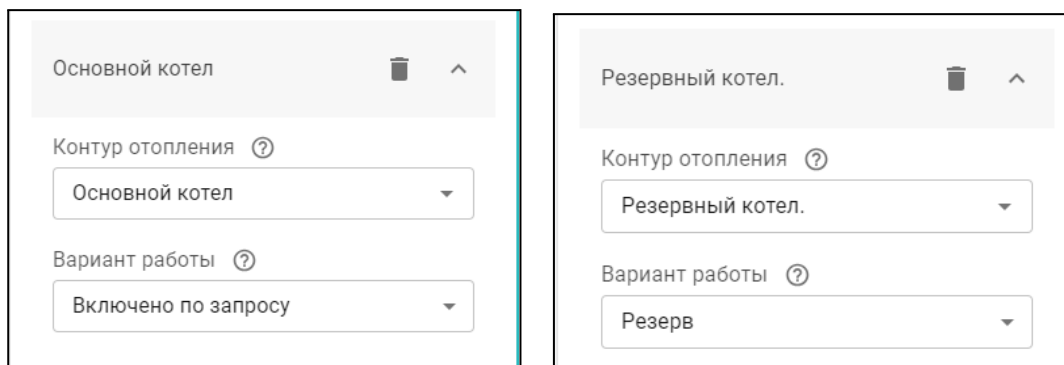 Основной котел
Контур отопления
Основной котел
Вариант работы
Включено по запросу
Резервный котел.
Контур отопления
Резервный котел.
Вариант работы
Резерв